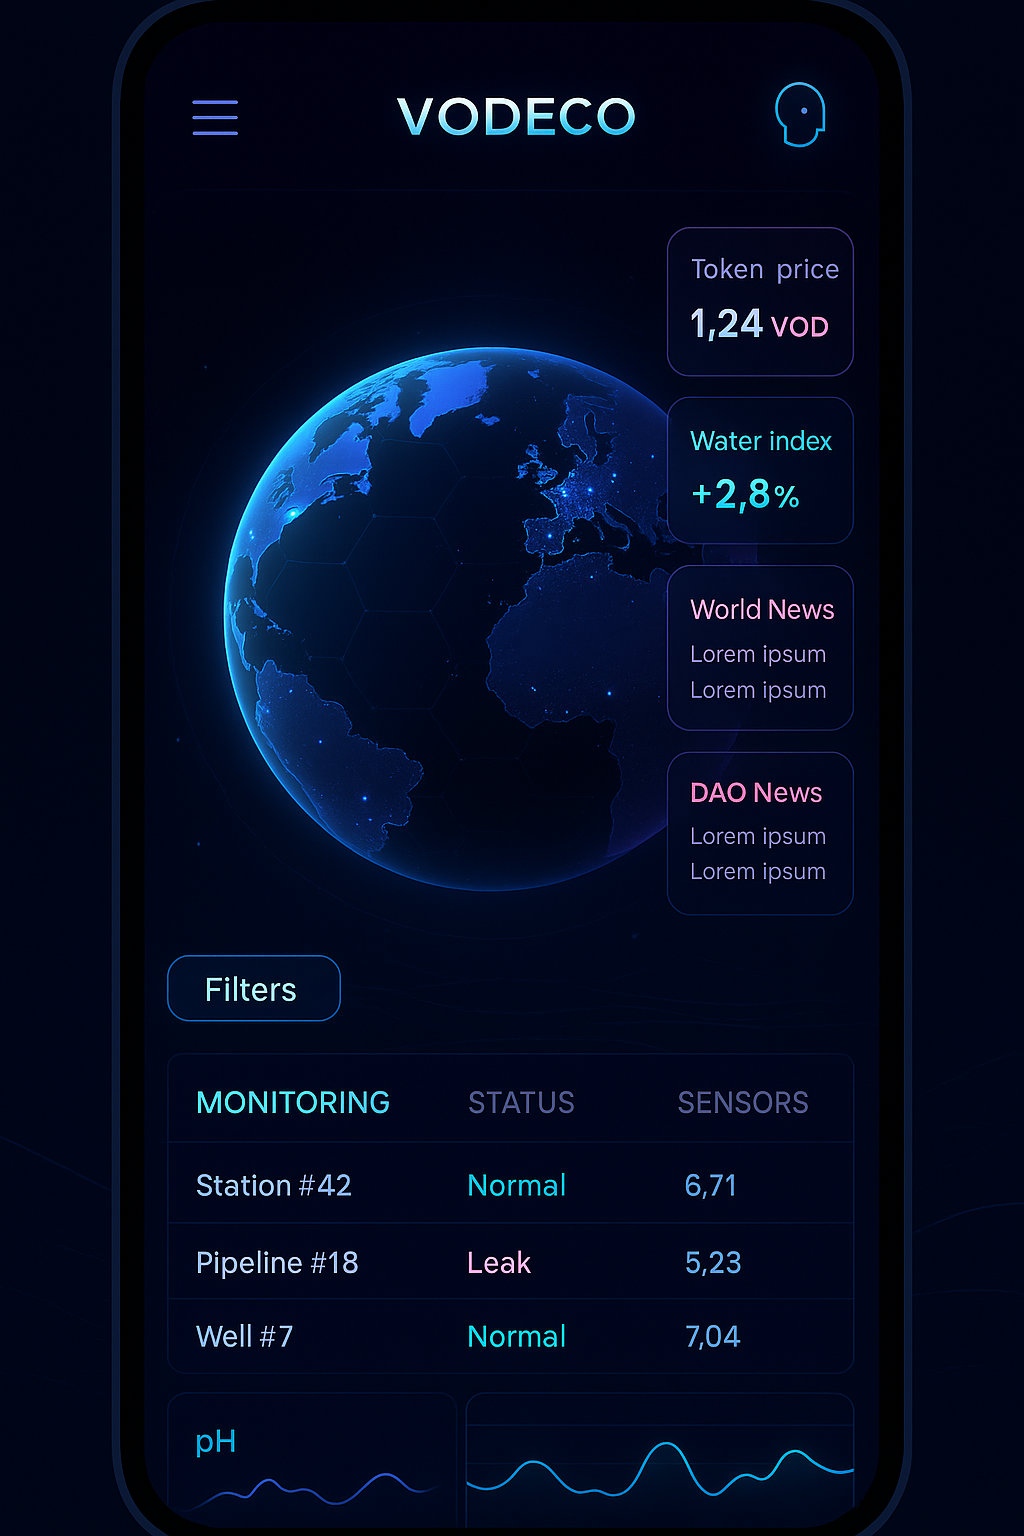 VODECO
Token price
1,24 VOD
Water index
+2,8%
World News
Lorem ipsum
Lorem ipsum
DAO News
Lorem ipsum
Lorem ipsum
Filters
MONITORING STATUS SENSORS
Station #42 Normal 6,71
Pipeline #18 Leak 5,23
Well #7 Normal 7,04
pH